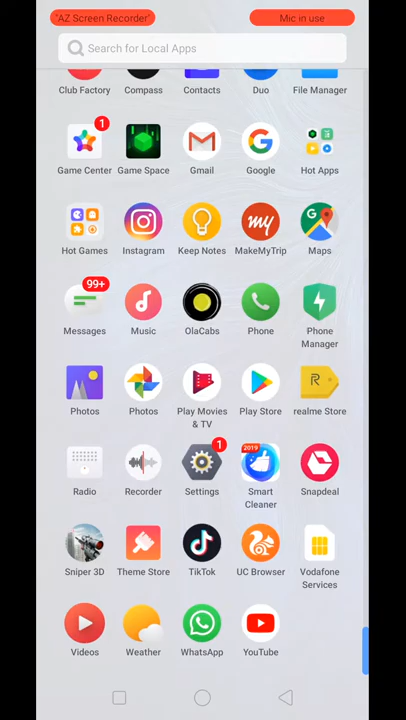 "AZ Screen Recorder"
Mic in use
Search for Local Apps
Club Factory
Compass
Contacts
Duo
File Manager
1
Game Center
Game Space
Gmail
Google
Hot Apps
Hot Games
Instagram
Keep Notes
my
MakeMyTrip
Maps
99+
Messages
Music
OlaCabs
Phone
Phone
Manager
Photos
Photos
Play Movies
& TV
Play Store
R
realme Store
Radio
Recorder
1
Settings
2019
Smart
Cleaner
Snapdeal
Sniper 3D
Theme Store
TikTok
UC Browser
Vodafone
Services
Videos
Weather
WhatsApp
YouTube